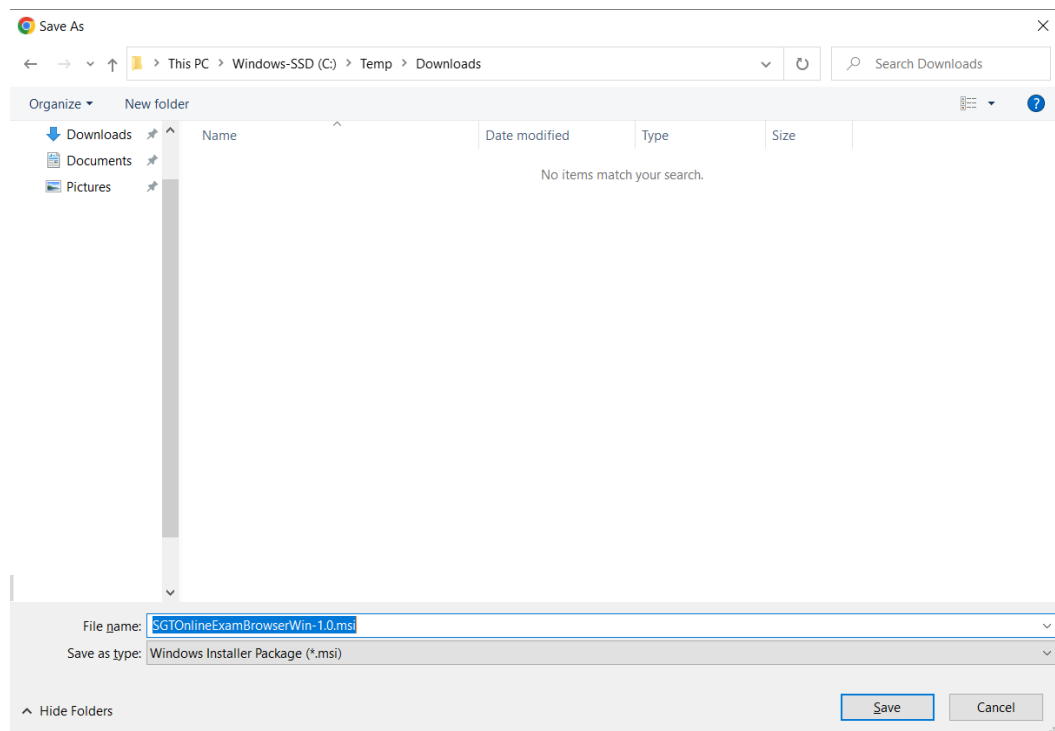 Save As
This PC > Windows-SSD (C:) > Temp > Downloads
Search Downloads
Organize
New folder
Downloads
Documents
Pictures
Name
Date modified
Type
Size
No items match your search.
File name: SGTOnlineExamBrowserWin-1.0.msi
Save as type: Windows Installer Package (*.msi)
Hide Folders
Save
Cancel